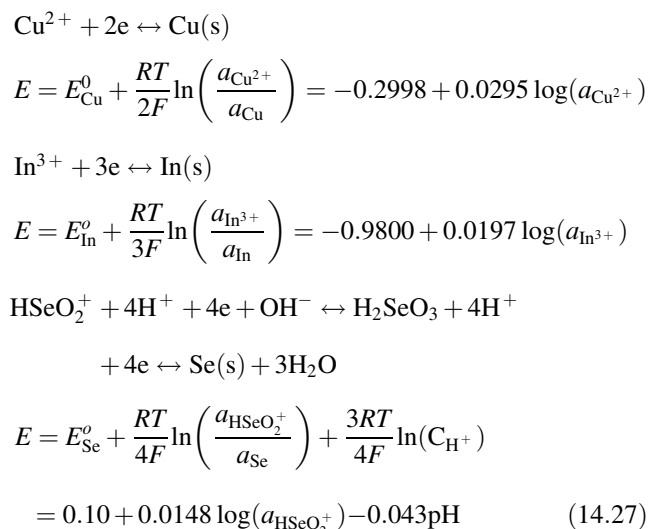 Cu²⁺ + 2e ↔ Cu(s)
E = E⁰_Cu + RT/2F ln(a_Cu²⁺/a_Cu) = −0.2998 + 0.0295 log(a_Cu²⁺)
In³⁺ + 3e ↔ In(s)
E = Eᵒ_In + RT/3F ln(a_In³⁺/a_In) = −0.9800 + 0.0197 log(a_In³⁺)
HSeO₂⁺ + 4H⁺ + 4e + OH⁻ ↔ H₂SeO₃ + 4H⁺
+ 4e ↔ Se(s) + 3H₂O
E = Eᵒ_Se + RT/4F ln(a_HSeO₂⁺/a_Se) + 3RT/4F ln(C_H⁺)
= 0.10 + 0.0148 log(a_HSeO₂⁺)−0.043pH (14.27)